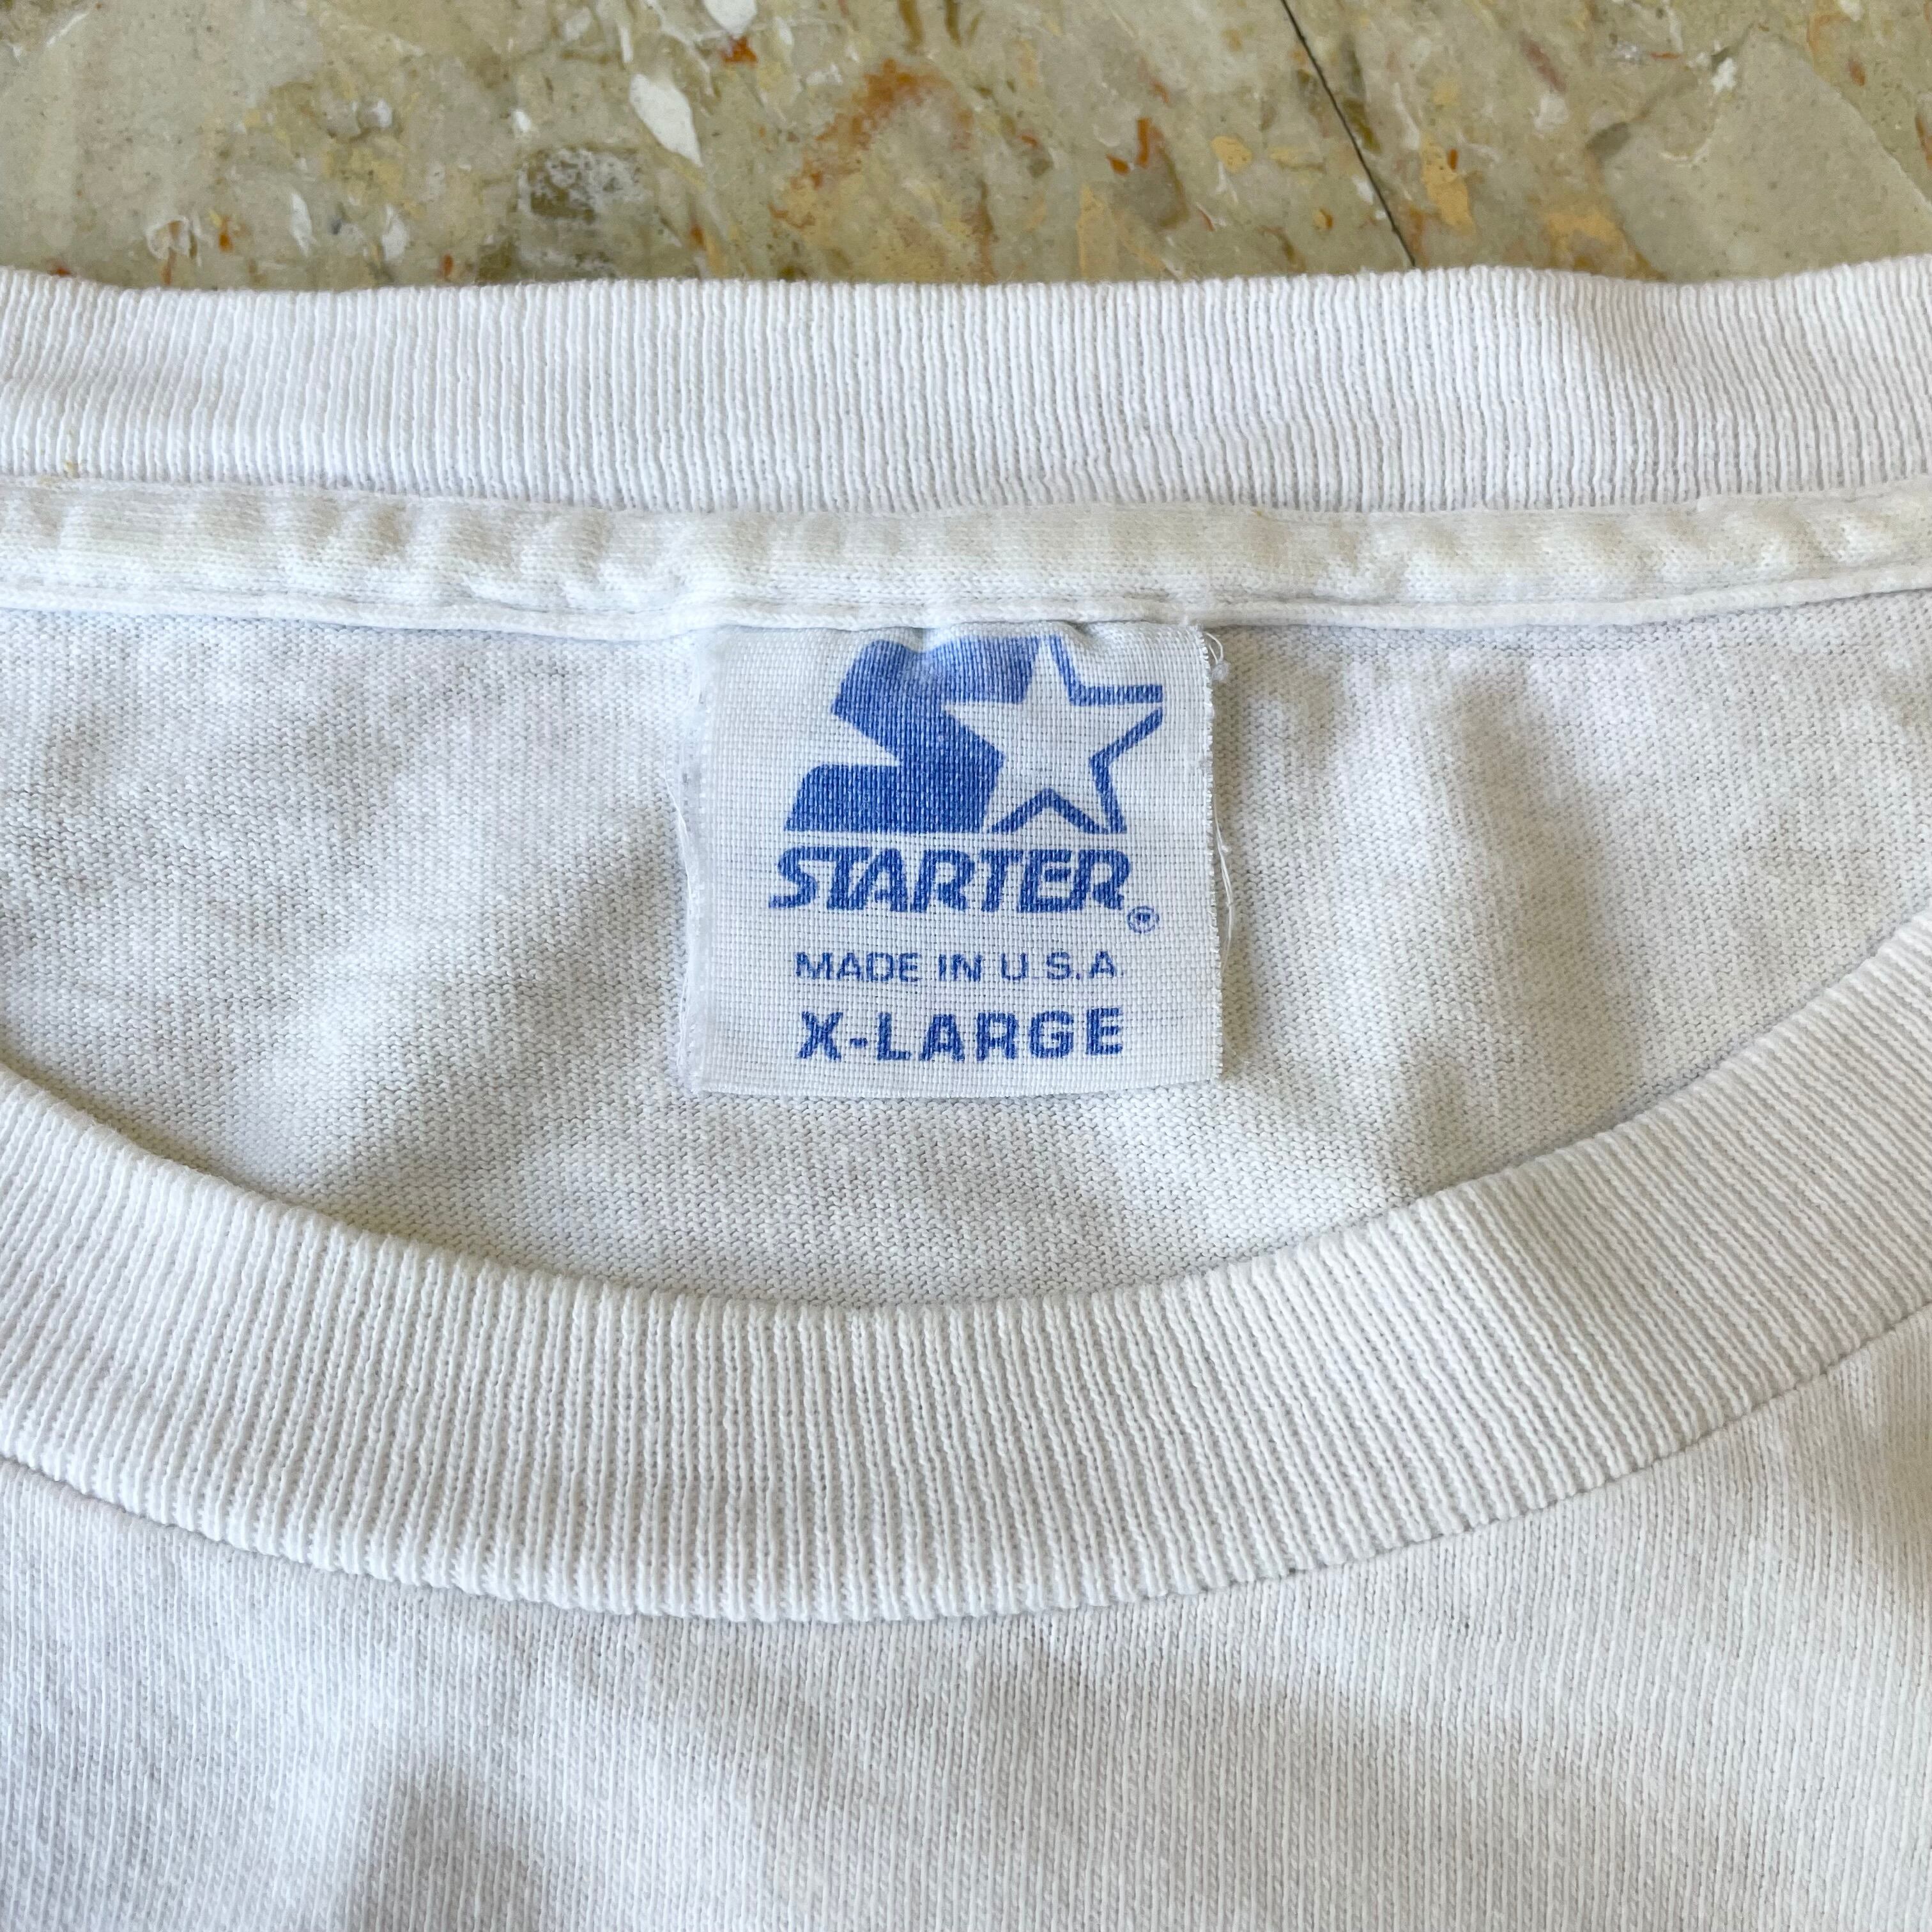 STARTER®
MADE IN U.S.A.
X-LARGE